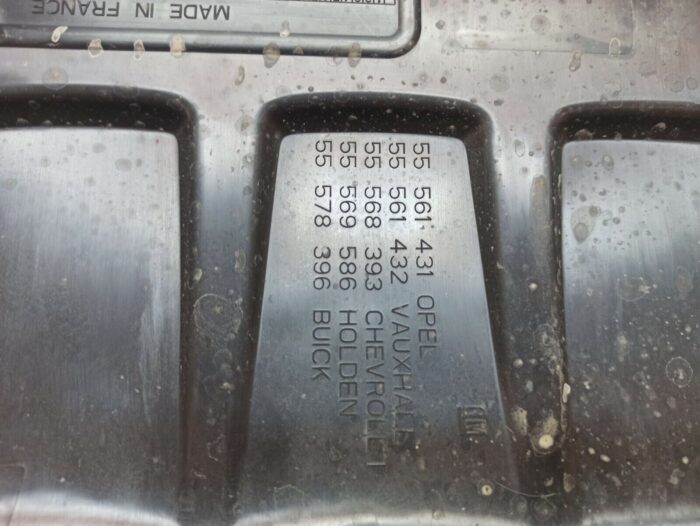 MADE IN FRANCE
55 561 431 OPEL
55 561 432 VAUXHALL
55 568 393 CHEVROLET
55 569 586 HOLDEN
55 578 396 BUICK
GM